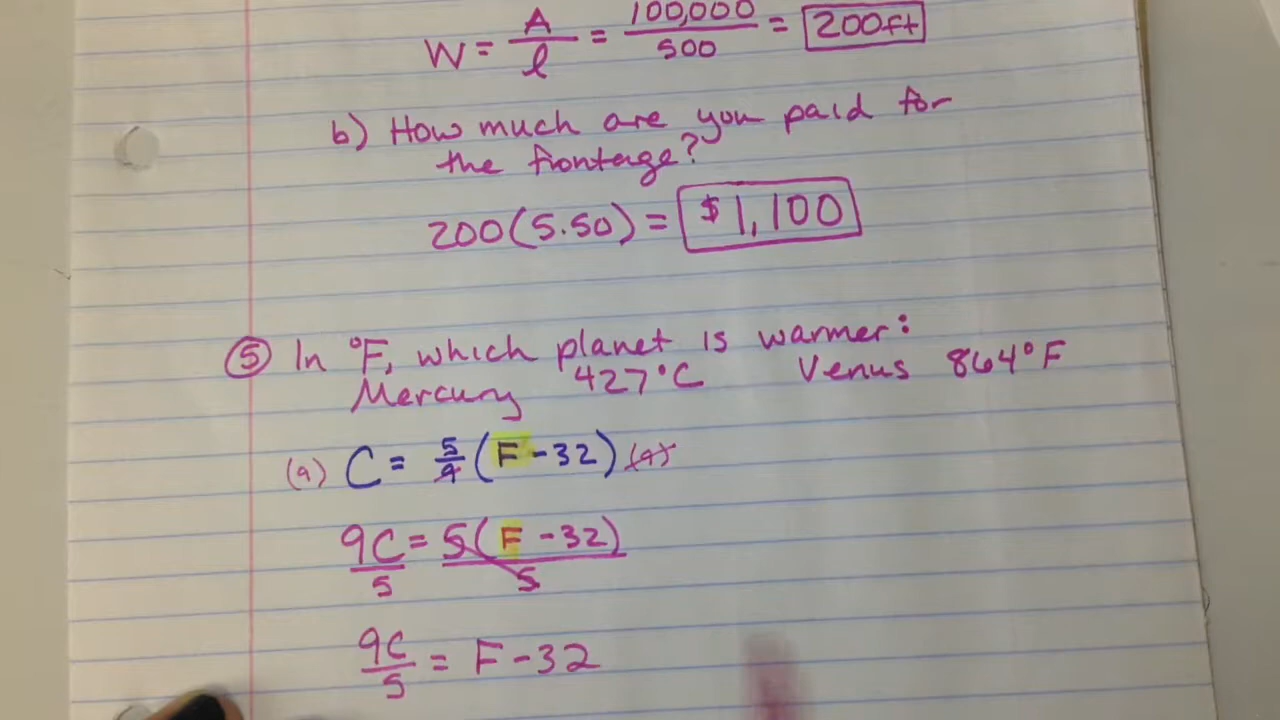 W = A/l = 100,000/500 = 200ft
b) How much are you paid for
the frontage?
200(5.50) = $1,100
⑤ In °F, which planet is warmer:
Mercury 427°C Venus 864°F
(9) C = 5/9 (F - 32) (9)
9C/5 = 5(F - 32)/5
9C/5 = F - 32